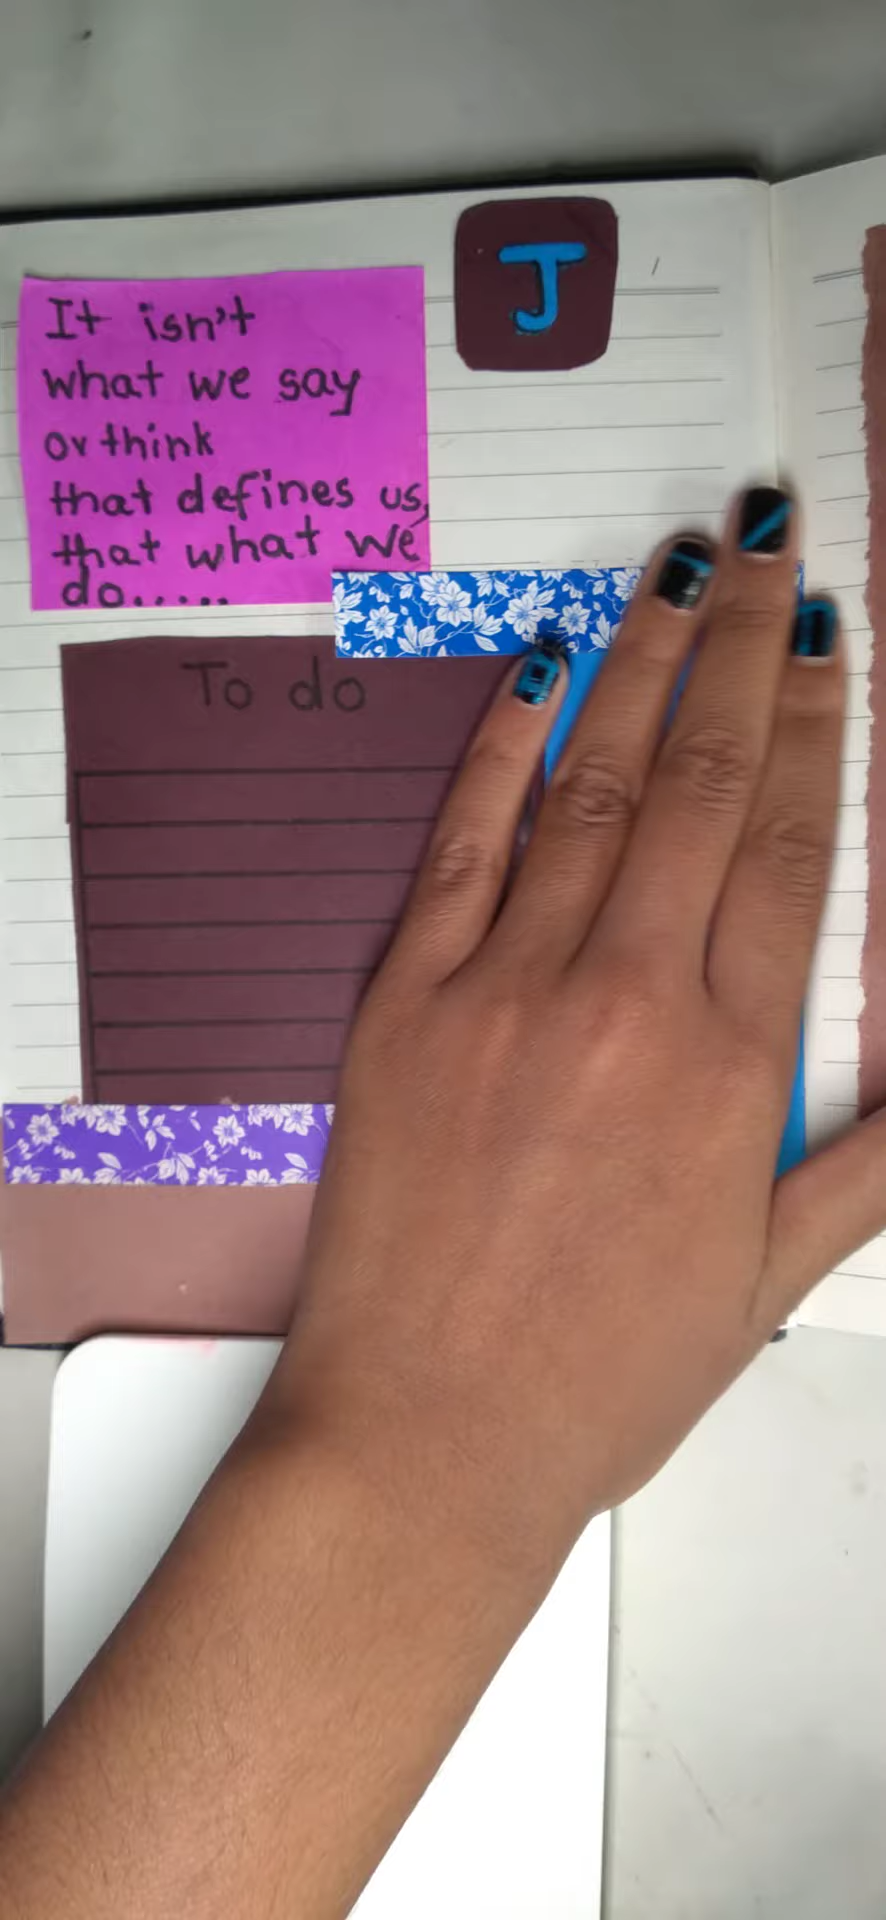 It isn't
what we say
or think
that defines us,
that what we
do.....
J
To do